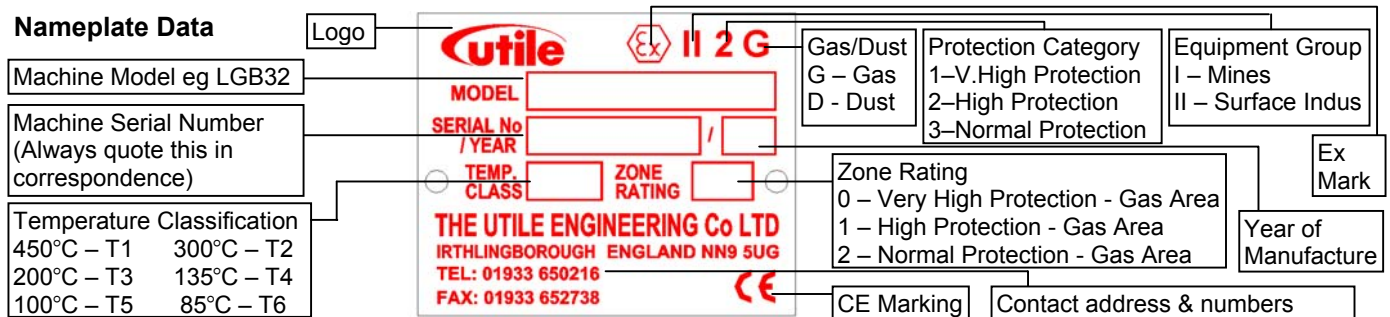 Nameplate Data
Logo
Machine Model eg LGB32
Machine Serial Number
(Always quote this in
correspondence)
Temperature Classification
450°C – T1 300°C – T2
200°C – T3 135°C – T4
100°C – T5 85°C – T6
utile Ex II 2 G
MODEL
SERIAL No
/ YEAR /
TEMP.
CLASS
ZONE
RATING
THE UTILE ENGINEERING Co LTD
IRTHLINGBOROUGH ENGLAND NN9 5UG
TEL: 01933 650216
FAX: 01933 652738
CE
Gas/Dust
G – Gas
D - Dust
Protection Category
1–V.High Protection
2–High Protection
3–Normal Protection
Equipment Group
I – Mines
II – Surface Indus
Ex
Mark
Zone Rating
0 – Very High Protection - Gas Area
1 – High Protection - Gas Area
2 – Normal Protection - Gas Area
Year of
Manufacture
CE Marking
Contact address & numbers